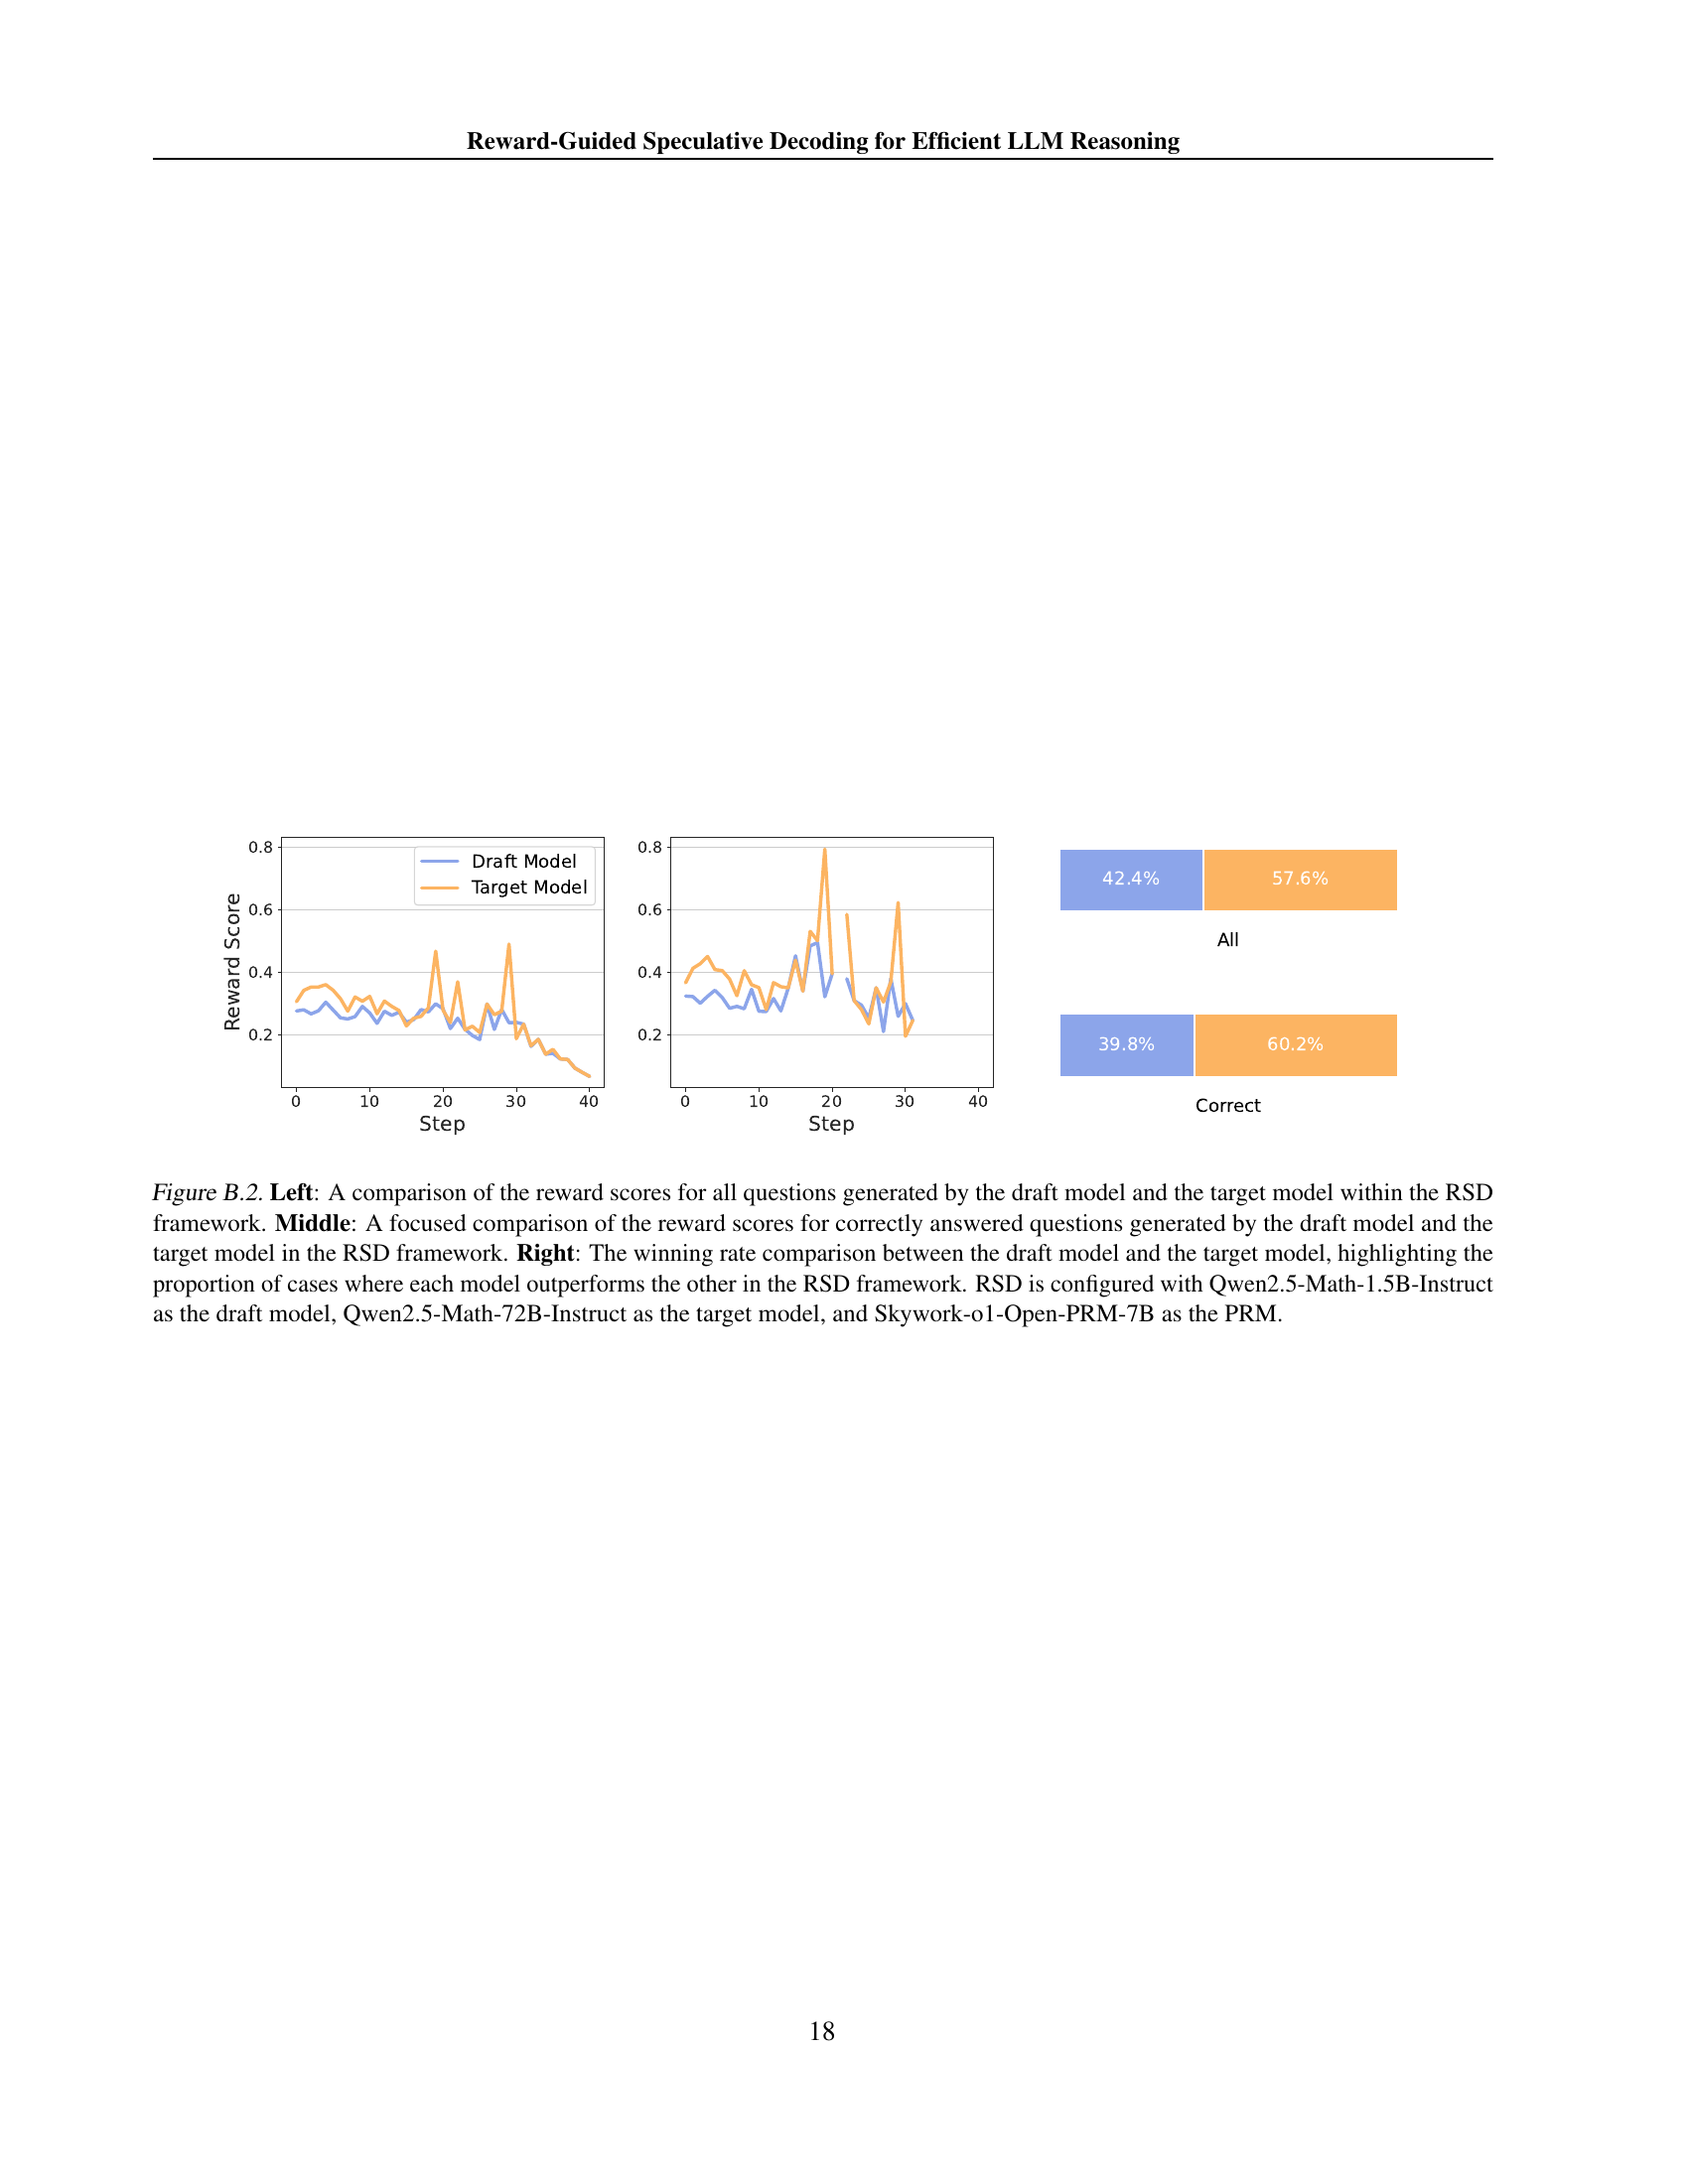 Reward-Guided Speculative Decoding for Efficient LLM Reasoning
0.8
0.6
0.4
0.2
Reward Score
Draft Model
Target Model
0 10 20 30 40
Step
0.8
0.6
0.4
0.2
0 10 20 30 40
Step
42.4% 57.6%
All
39.8% 60.2%
Correct
Figure B.2. Left: A comparison of the reward scores for all questions generated by the draft model and the target model within the RSD
framework. Middle: A focused comparison of the reward scores for correctly answered questions generated by the draft model and the
target model in the RSD framework. Right: The winning rate comparison between the draft model and the target model, highlighting the
proportion of cases where each model outperforms the other in the RSD framework. RSD is configured with Qwen2.5-Math-1.5B-Instruct
as the draft model, Qwen2.5-Math-72B-Instruct as the target model, and Skywork-o1-Open-PRM-7B as the PRM.
18